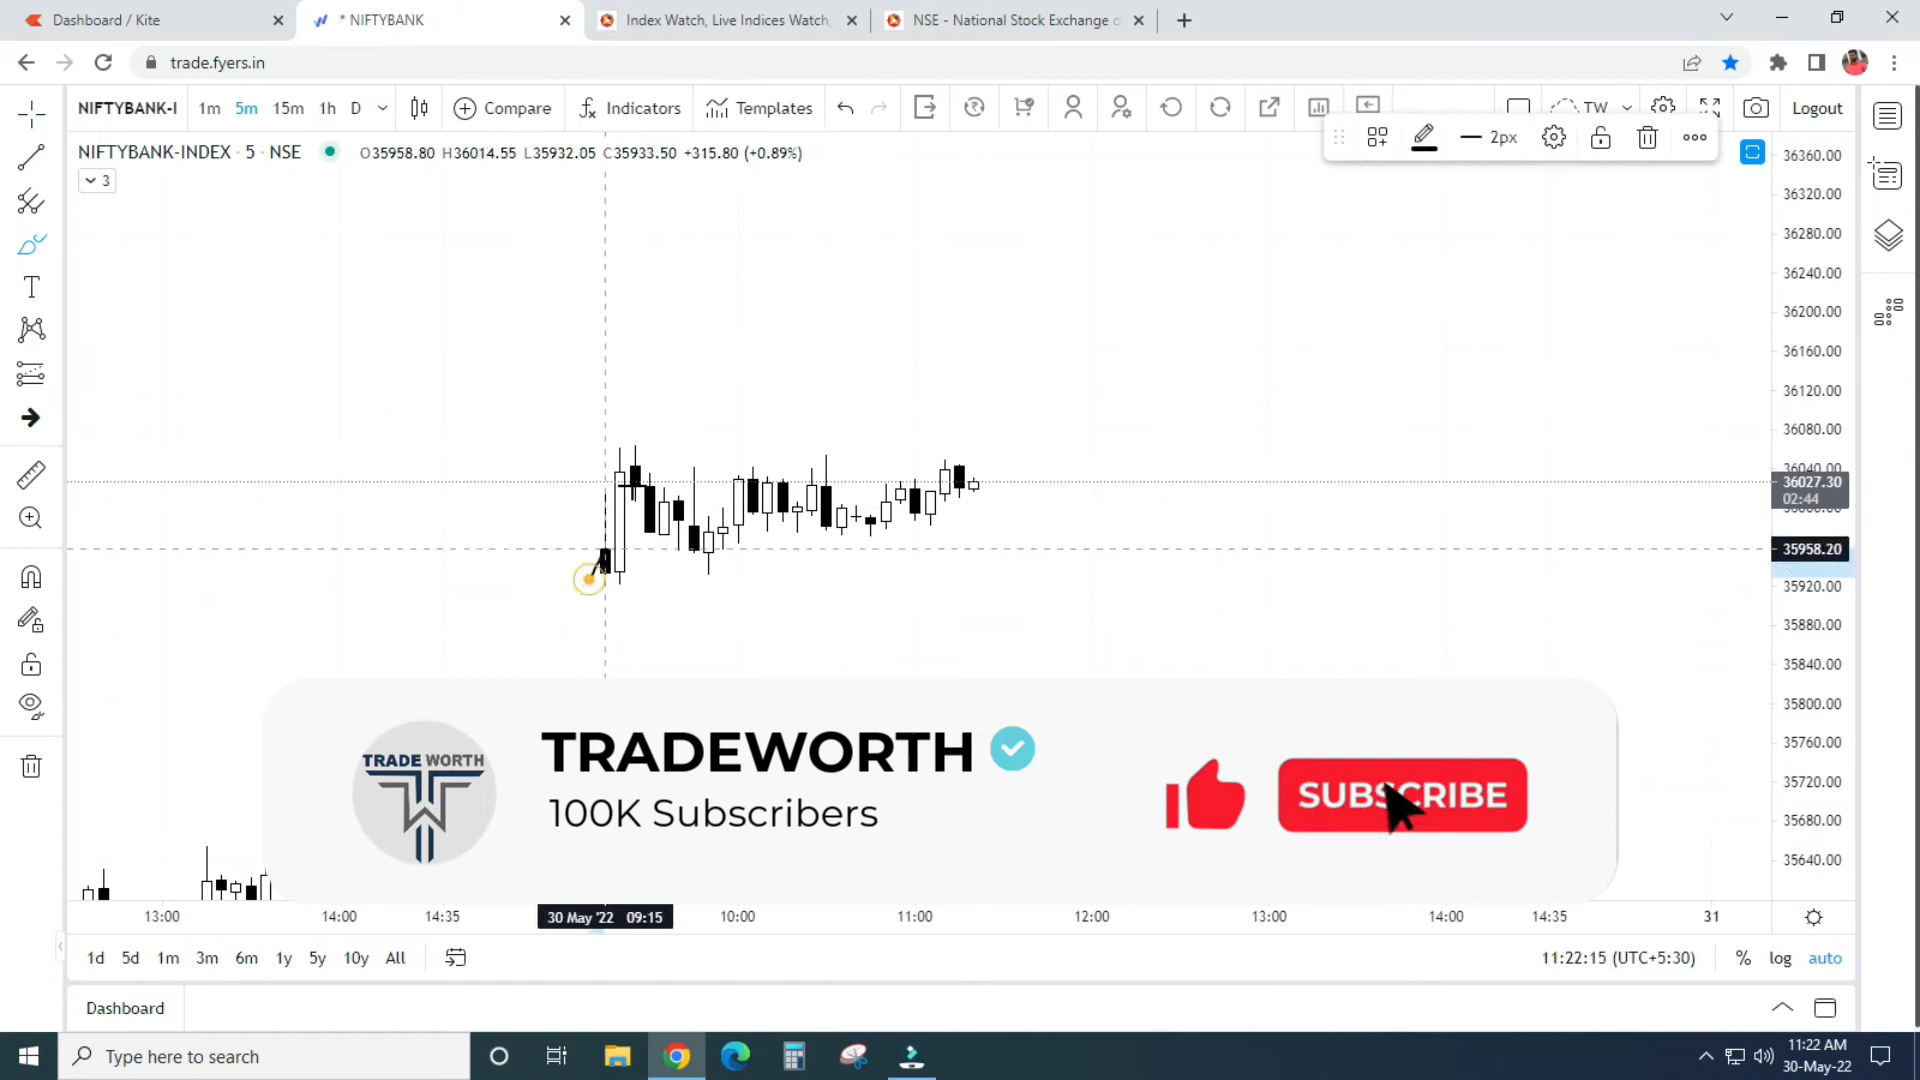 Dashboard / Kite
* NIFTYBANK
Index Watch, Live Indices Watch,
NSE - National Stock Exchange o
trade.fyers.in
NIFTYBANK-I
1m 5m 15m 1h D
Compare
Indicators
Templates
TW
Logout
NIFTYBANK-INDEX · 5 · NSE
O35958.80 H36014.55 L35932.05 C35933.50 +315.80 (+0.89%)
2px
3
36360.00
36320.00
36280.00
36240.00
36200.00
36160.00
36120.00
36080.00
36040.00
36027.30
02:44
36000.00
35958.20
35920.00
35880.00
35840.00
35800.00
35760.00
35720.00
35680.00
35640.00
TRADE WORTH
TRADEWORTH
100K Subscribers
SUBSCRIBE
13:00 14:00 14:35 30 May '22 09:15 10:00 11:00 12:00 13:00 14:00 14:35 31
1d 5d 1m 3m 6m 1y 5y 10y All
11:22:15 (UTC+5:30) % log auto
Dashboard
Type here to search
11:22 AM
30-May-22